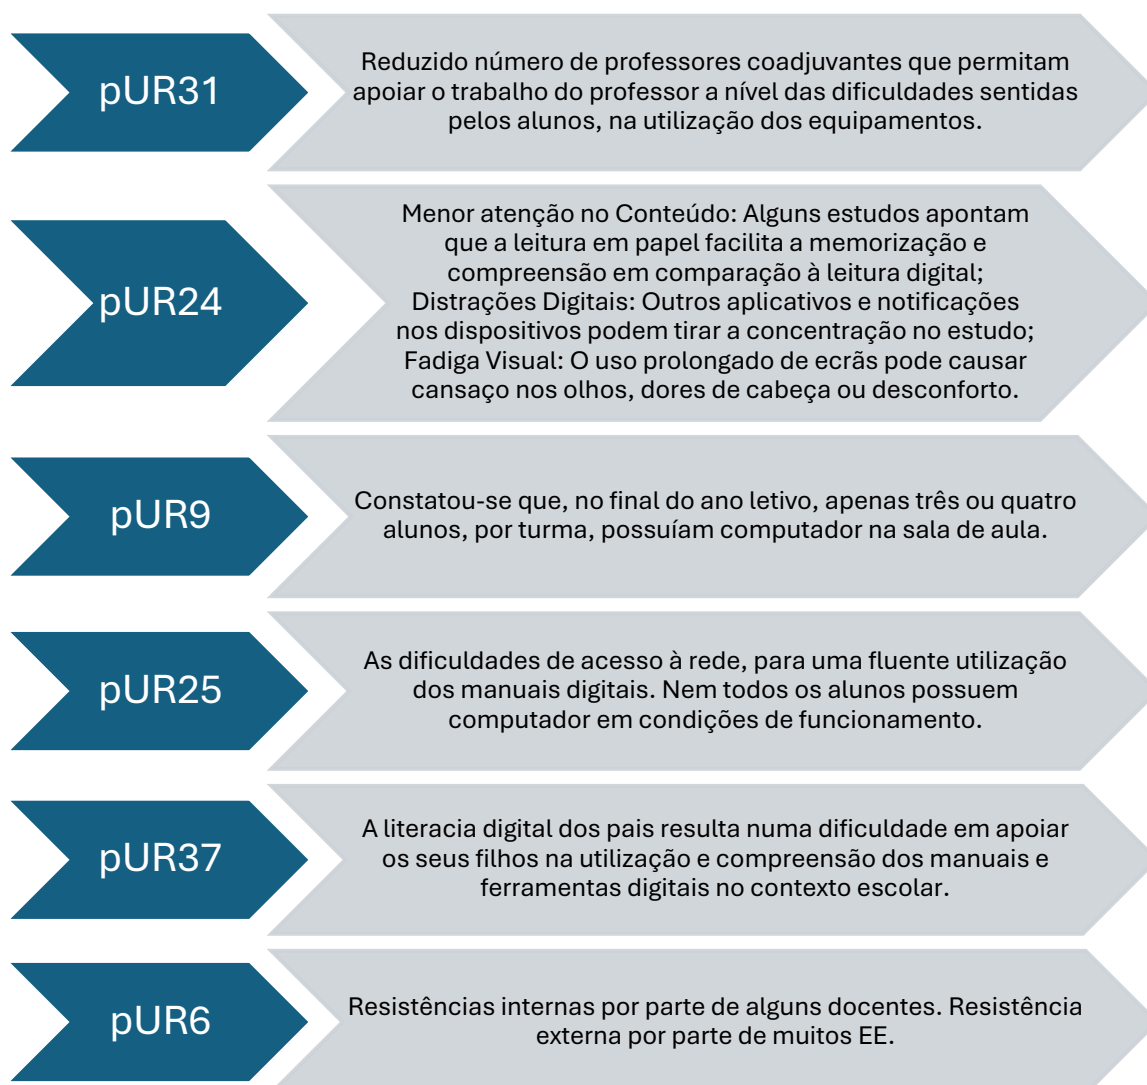 pUR31
Reduzido número de professores coadjuvantes que permitam
apoiar o trabalho do professor a nível das dificuldades sentidas
pelos alunos, na utilização dos equipamentos.
pUR24
Menor atenção no Conteúdo: Alguns estudos apontam
que a leitura em papel facilita a memorização e
compreensão em comparação à leitura digital;
Distrações Digitais: Outros aplicativos e notificações
nos dispositivos podem tirar a concentração no estudo;
Fadiga Visual: O uso prolongado de ecrãs pode causar
cansaço nos olhos, dores de cabeça ou desconforto.
pUR9
Constatou-se que, no final do ano letivo, apenas três ou quatro
alunos, por turma, possuíam computador na sala de aula.
pUR25
As dificuldades de acesso à rede, para uma fluente utilização
dos manuais digitais. Nem todos os alunos possuem
computador em condições de funcionamento.
pUR37
A literacia digital dos pais resulta numa dificuldade em apoiar
os seus filhos na utilização e compreensão dos manuais e
ferramentas digitais no contexto escolar.
pUR6
Resistências internas por parte de alguns docentes. Resistência
externa por parte de muitos EE.